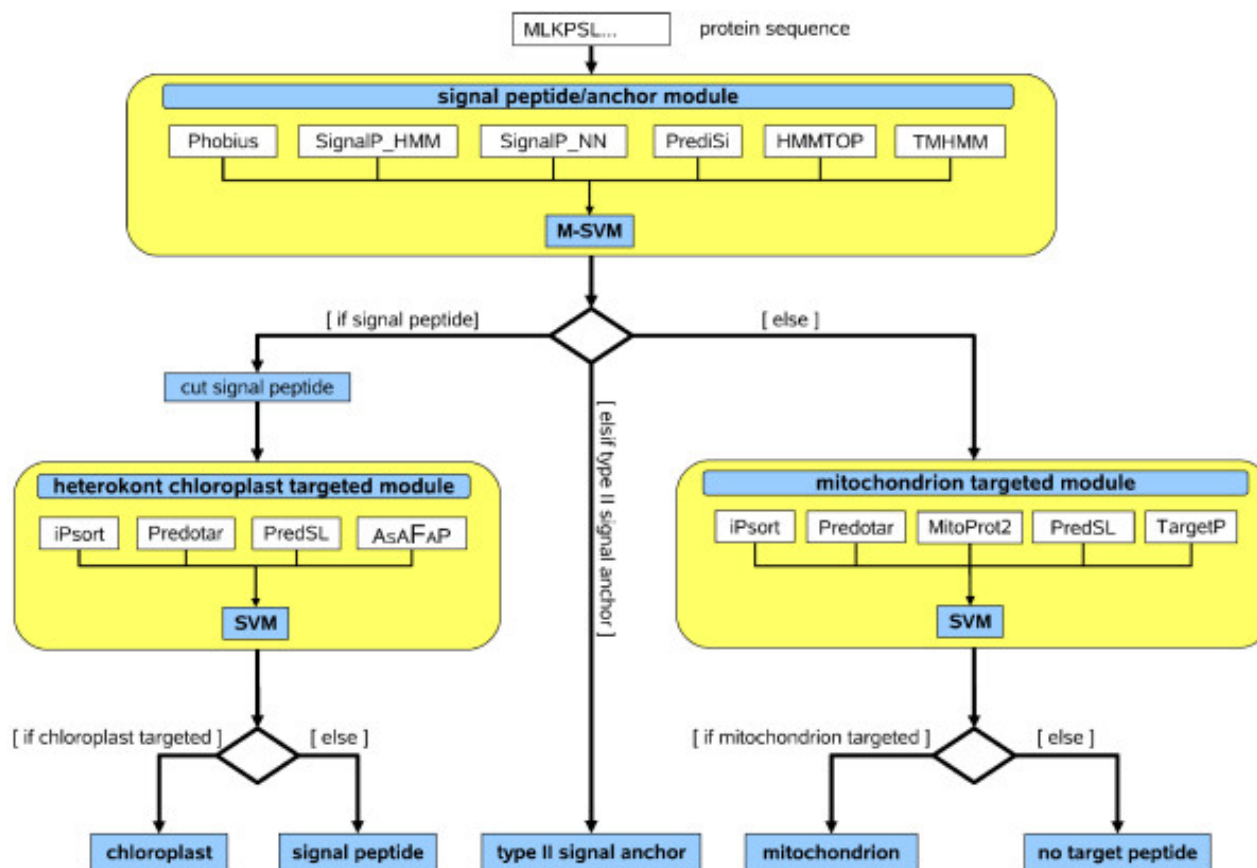 MLKPSL... protein sequence
signal peptide/anchor module
Phobius SignalP_HMM SignalP_NN PrediSi HMMTOP TMHMM
M-SVM
[ if signal peptide] [ else ]
cut signal peptide
[ elsif type II signal anchor ]
heterokont chloroplast targeted module mitochondrion targeted module
iPsort Predotar PredSL ASAFAP iPsort Predotar MitoProt2 PredSL TargetP
SVM SVM
[ if chloroplast targeted ] [ else ] [ if mitochondrion targeted ] [ else ]
chloroplast signal peptide type II signal anchor mitochondrion no target peptide